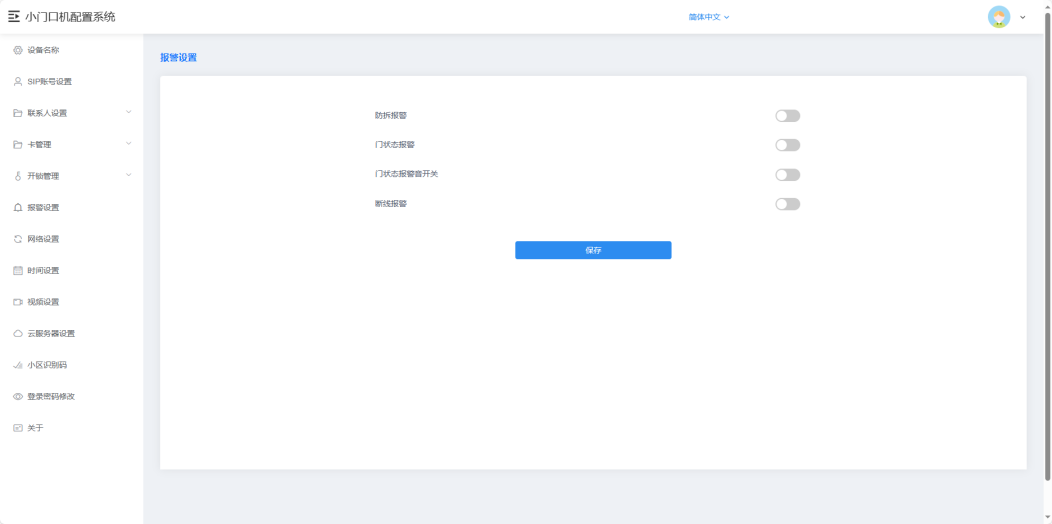 小门口机配置系统
简体中文
设备名称
SIP账号设置
联系人设置
卡管理
开锁管理
报警设置
网络设置
时间设置
视频设置
云服务器设置
小区识别码
登录密码修改
关于
报警设置
防拆报警
门状态报警
门状态报警音开关
断线报警
保存